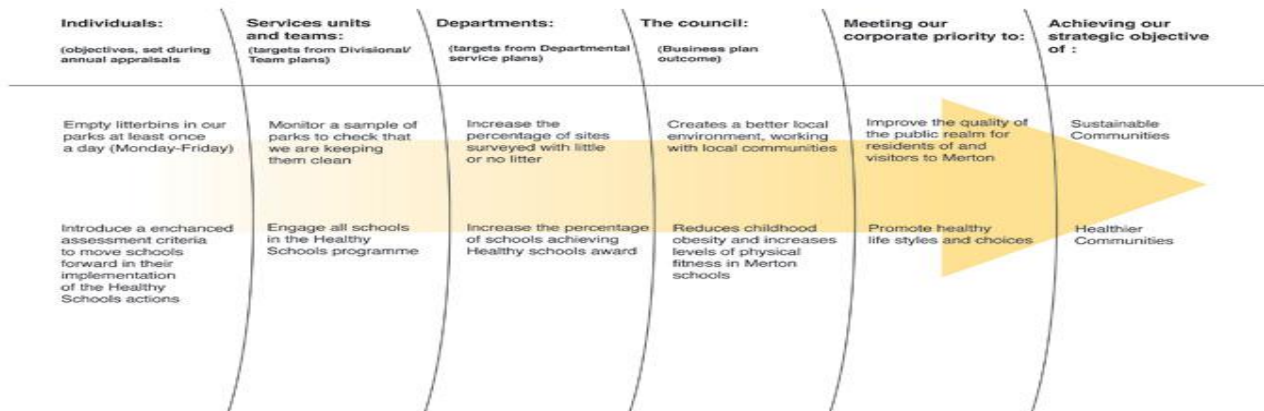 Individuals:
(objectives, set during
annual appraisals
Services units
and teams:
(targets from Divisional/
Team plans)
Departments:
(targets from Departmental
service plans)
The council:
(Business plan
outcome)
Meeting our
corporate priority to:
Achieving our
strategic objective
of :
Empty litterbins in our
parks at least once
a day (Monday-Friday)
Monitor a sample of
parks to check that
we are keeping
them clean
Increase the
percentage of sites
surveyed with little
or no litter
Creates a better local
environment, working
with local communities
Improve the quality of
the public realm for
residents of and
visitors to Merton
Sustainable
Communities
Introduce a enchanced
assessment criteria
to move schools
forward in their
implementation
of the Healthy
Schools actions
Engage all schools
in the Healthy
Schools programme
Increase the percentage
of schools achieving
Healthy schools award
Reduces childhood
obesity and increases
levels of physical
fitness in Merton
schools
Promote healthy
life styles and choices
Healthier
Communities